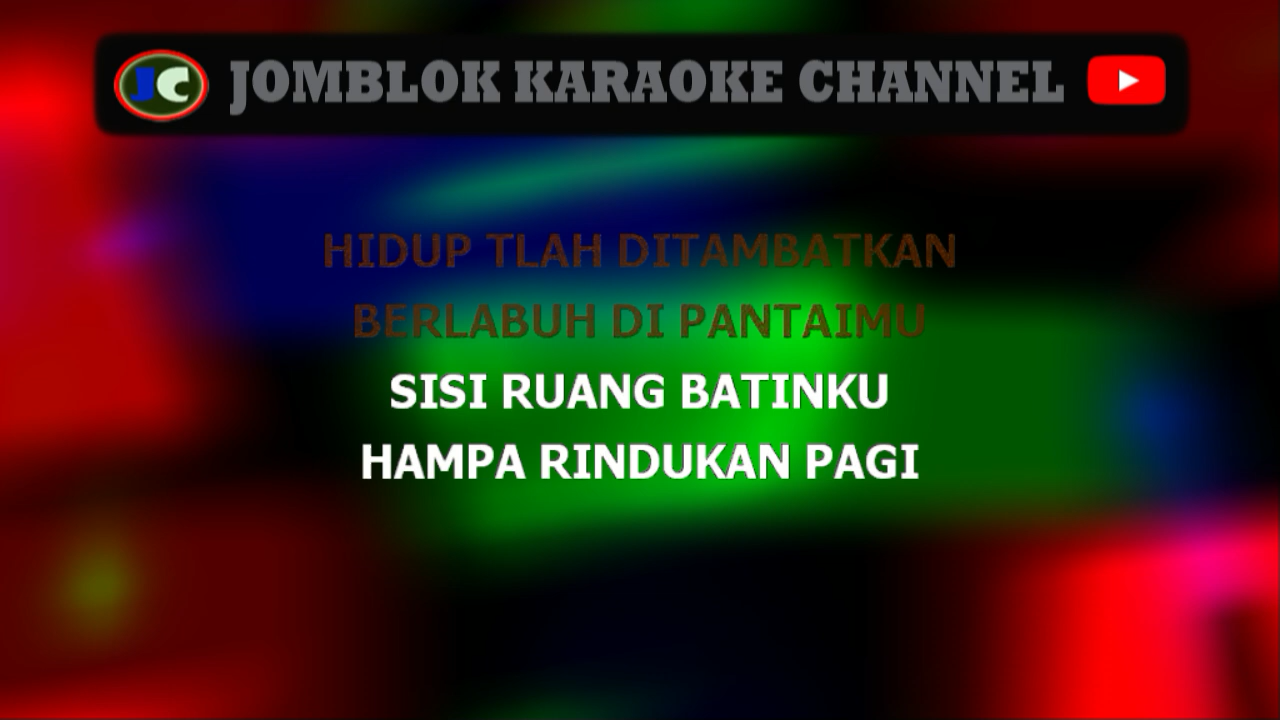 JC JOMBLOK KARAOKE CHANNEL
HIDUP TLAH DITAMBATKAN
BERLABUH DI PANTAIMU
SISI RUANG BATINKU
HAMPA RINDUKAN PAGI